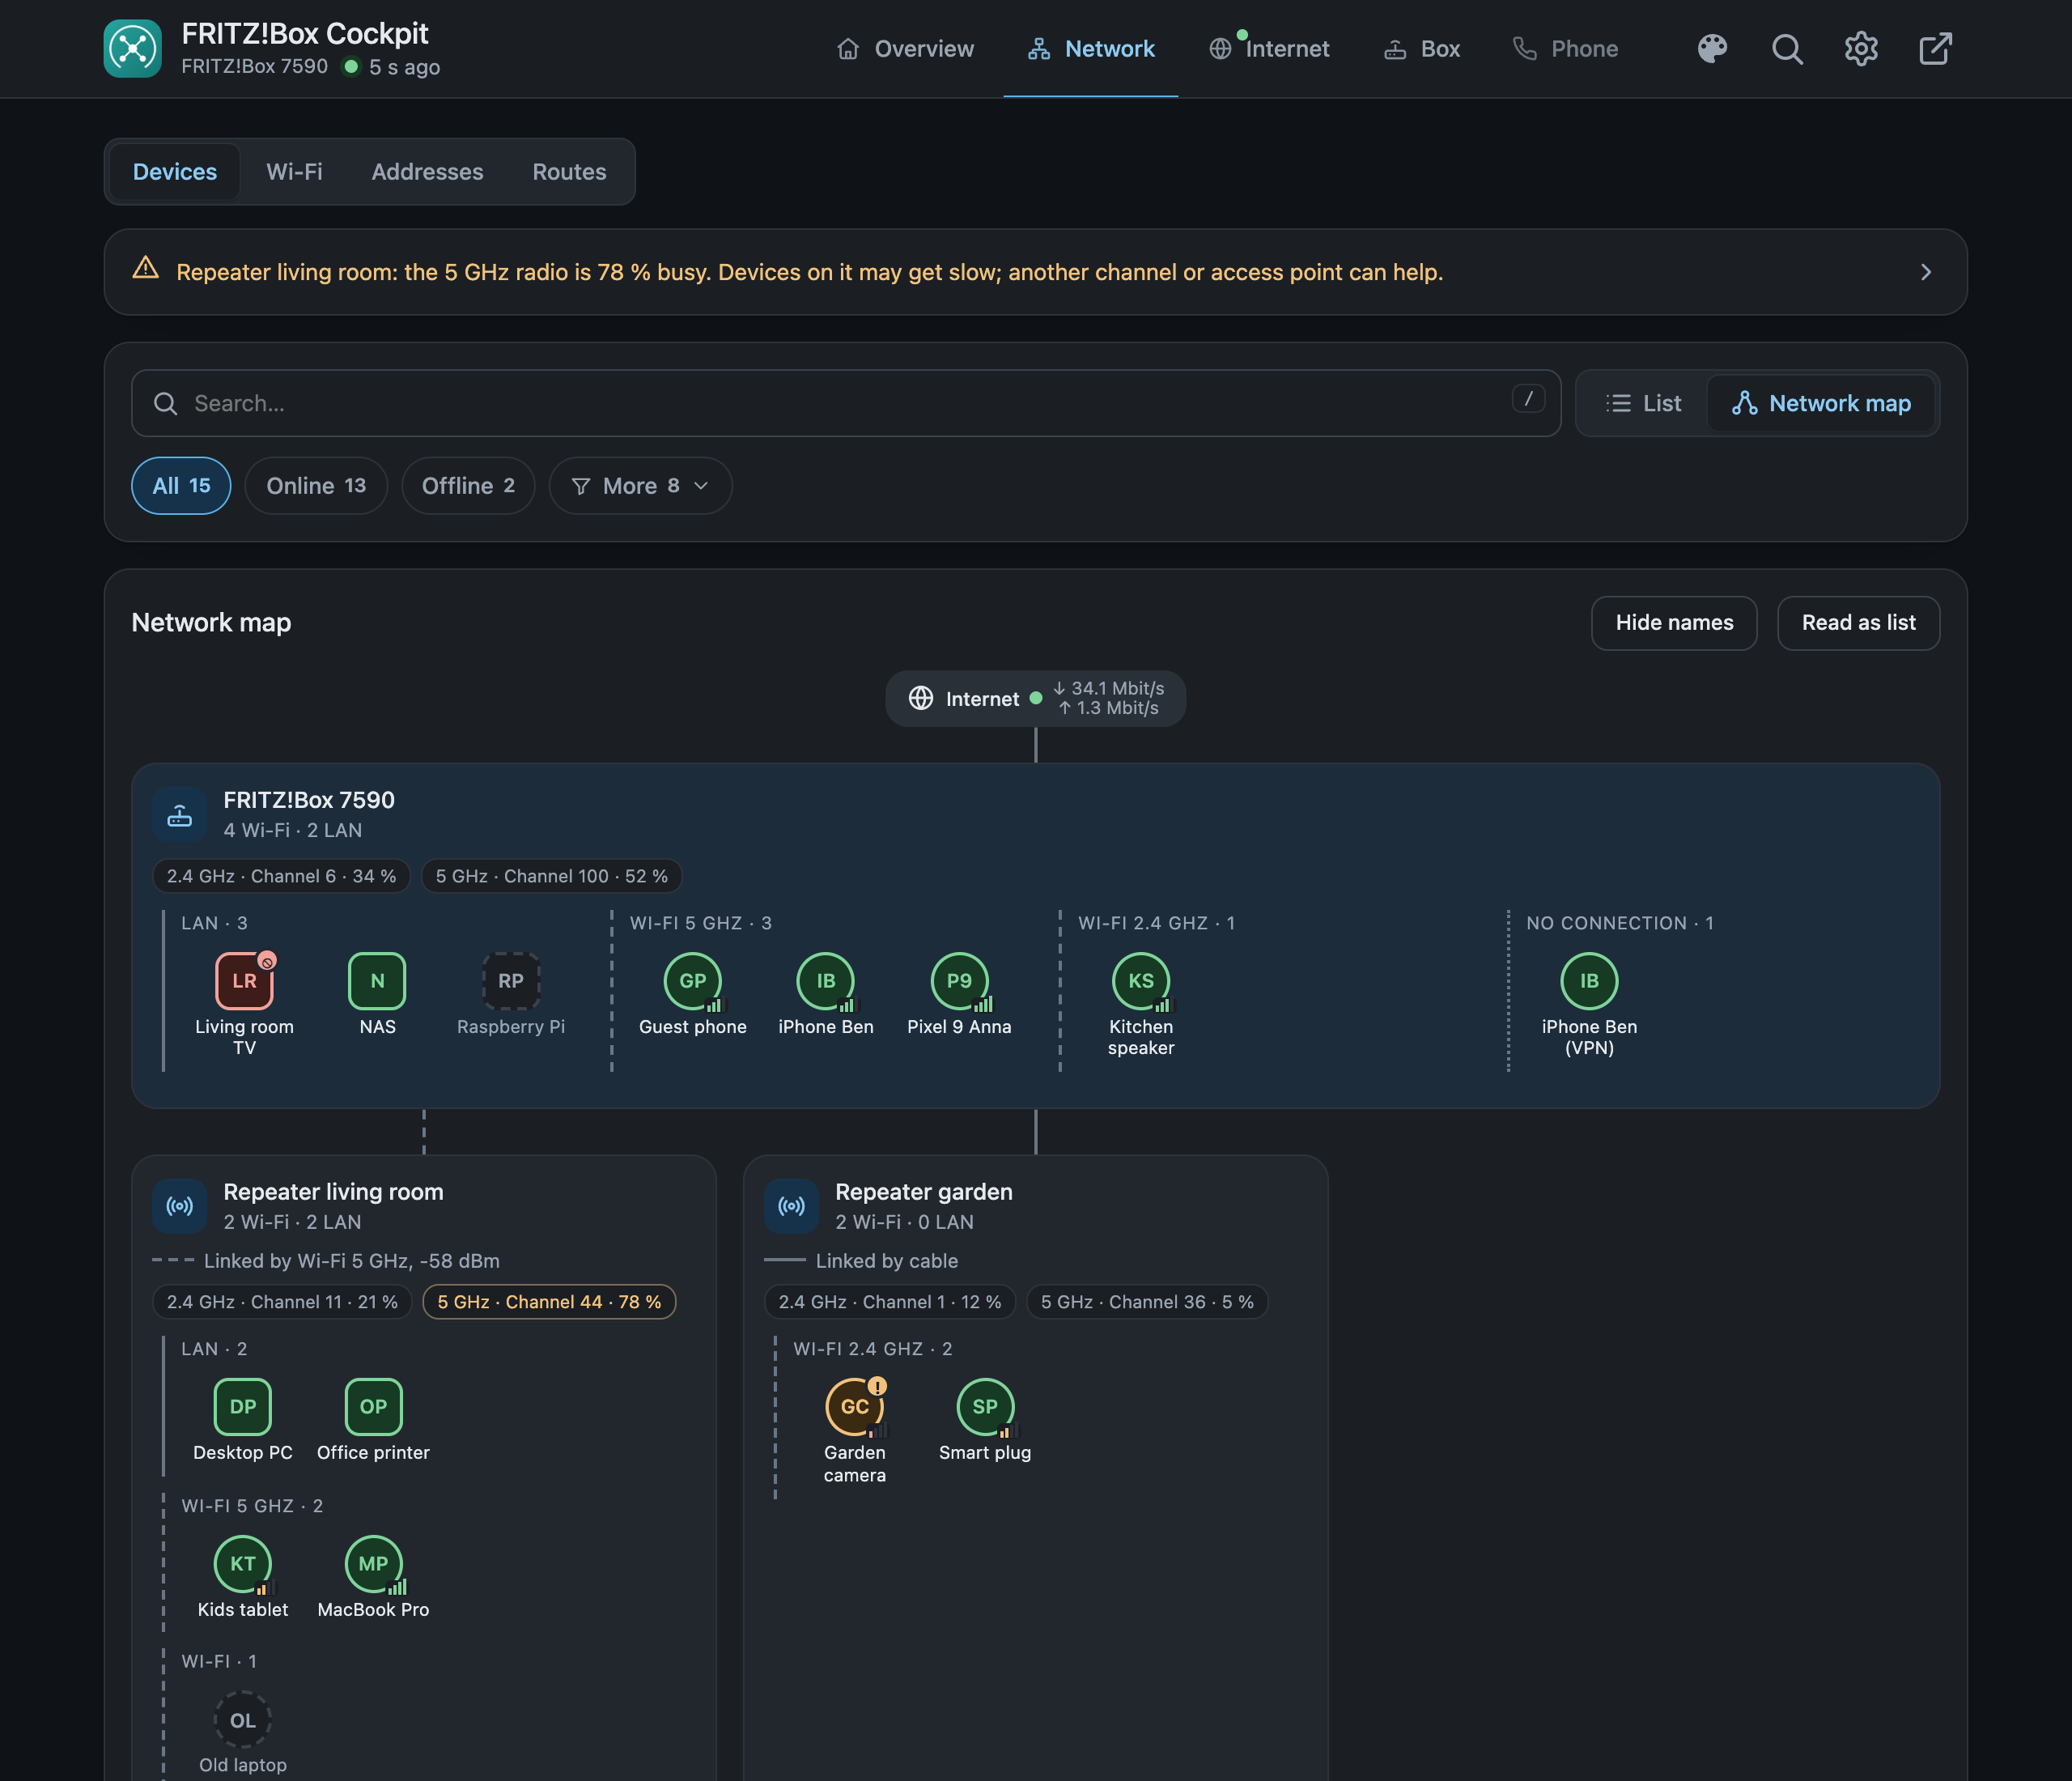 FRITZ!Box Cockpit
FRITZ!Box 7590 5 s ago
Overview
Network
Internet
Box
Phone
Devices
Wi-Fi
Addresses
Routes
Repeater living room: the 5 GHz radio is 78 % busy. Devices on it may get slow; another channel or access point can help.
Search...
/
List
Network map
All 15
Online 13
Offline 2
More 8
Network map
Hide names
Read as list
Internet
↓ 34.1 Mbit/s
↑ 1.3 Mbit/s
FRITZ!Box 7590
4 Wi-Fi · 2 LAN
2.4 GHz · Channel 6 · 34 %
5 GHz · Channel 100 · 52 %
LAN · 3
LR
Living room
TV
N
NAS
RP
Raspberry Pi
WI-FI 5 GHZ · 3
GP
Guest phone
IB
iPhone Ben
P9
Pixel 9 Anna
WI-FI 2.4 GHZ · 1
KS
Kitchen
speaker
NO CONNECTION · 1
IB
iPhone Ben
(VPN)
Repeater living room
2 Wi-Fi · 2 LAN
Linked by Wi-Fi 5 GHz, -58 dBm
2.4 GHz · Channel 11 · 21 %
5 GHz · Channel 44 · 78 %
LAN · 2
DP
Desktop PC
OP
Office printer
WI-FI 5 GHZ · 2
KT
Kids tablet
MP
MacBook Pro
WI-FI · 1
OL
Old laptop
Repeater garden
2 Wi-Fi · 0 LAN
Linked by cable
2.4 GHz · Channel 1 · 12 %
5 GHz · Channel 36 · 5 %
WI-FI 2.4 GHZ · 2
GC
!
Garden
camera
SP
Smart plug